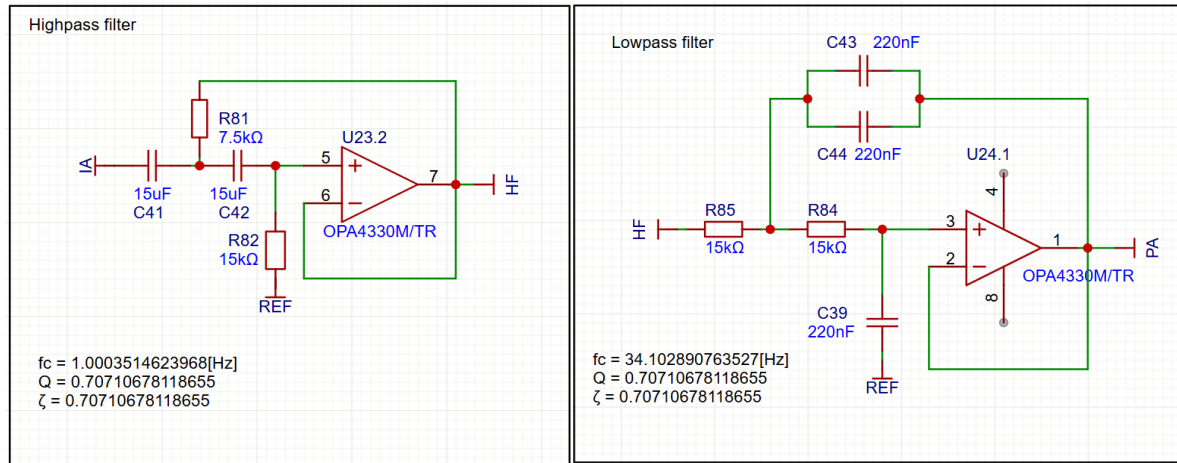 Highpass filter
R81
7.5kΩ
U23.2
IA
5
6
7
HF
15uF
C41
15uF
C42
OPA4330M/TR
R82
15kΩ
REF
fc = 1.0003514623968[Hz]
Q = 0.70710678118655
ζ = 0.70710678118655
Lowpass filter
C43 220nF
C44 220nF
U24.1
4
HF
R85
15kΩ
R84
15kΩ
3
2
1
PA
OPA4330M/TR
8
C39
220nF
REF
fc = 34.102890763527[Hz]
Q = 0.70710678118655
ζ = 0.70710678118655